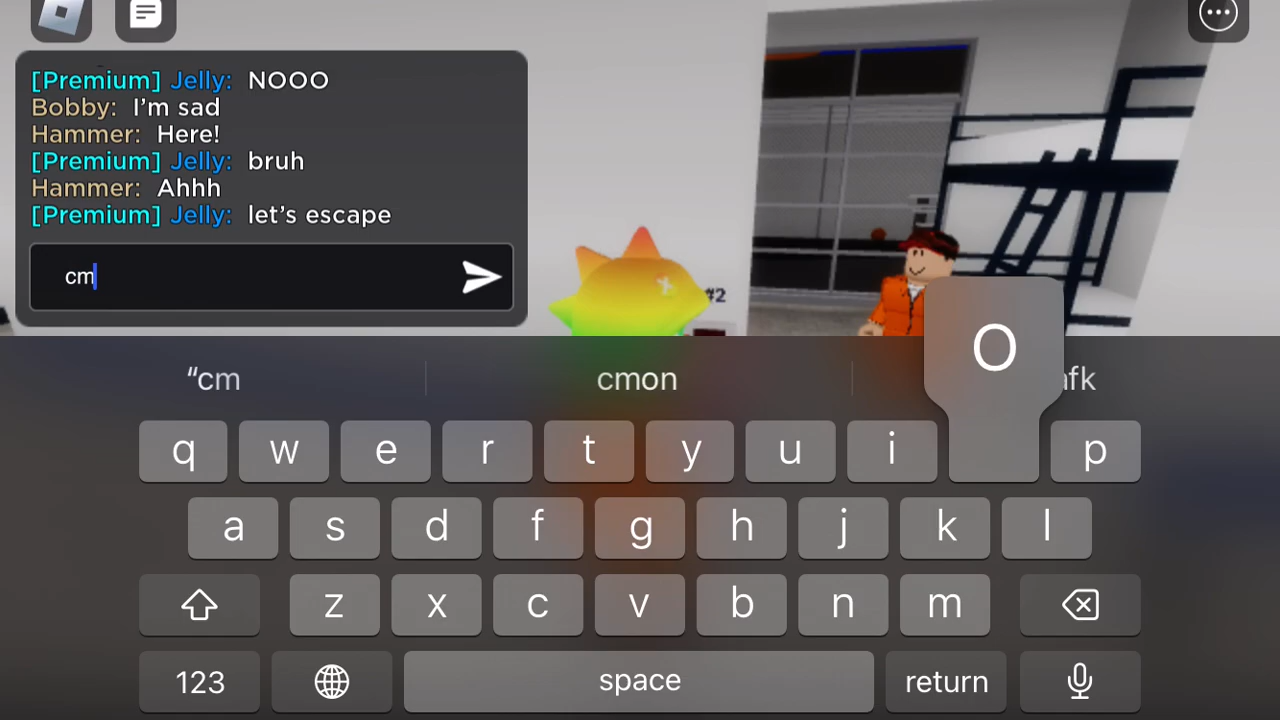 [Premium] Jelly: NOOO
Bobby: I’m sad
Hammer: Here!
[Premium] Jelly: bruh
Hammer: Ahhh
[Premium] Jelly: let’s escape
cm
#2
“cm cmon
O
q w e r t y u i p
a s d f g h j k l
z x c v b n m
123 space return